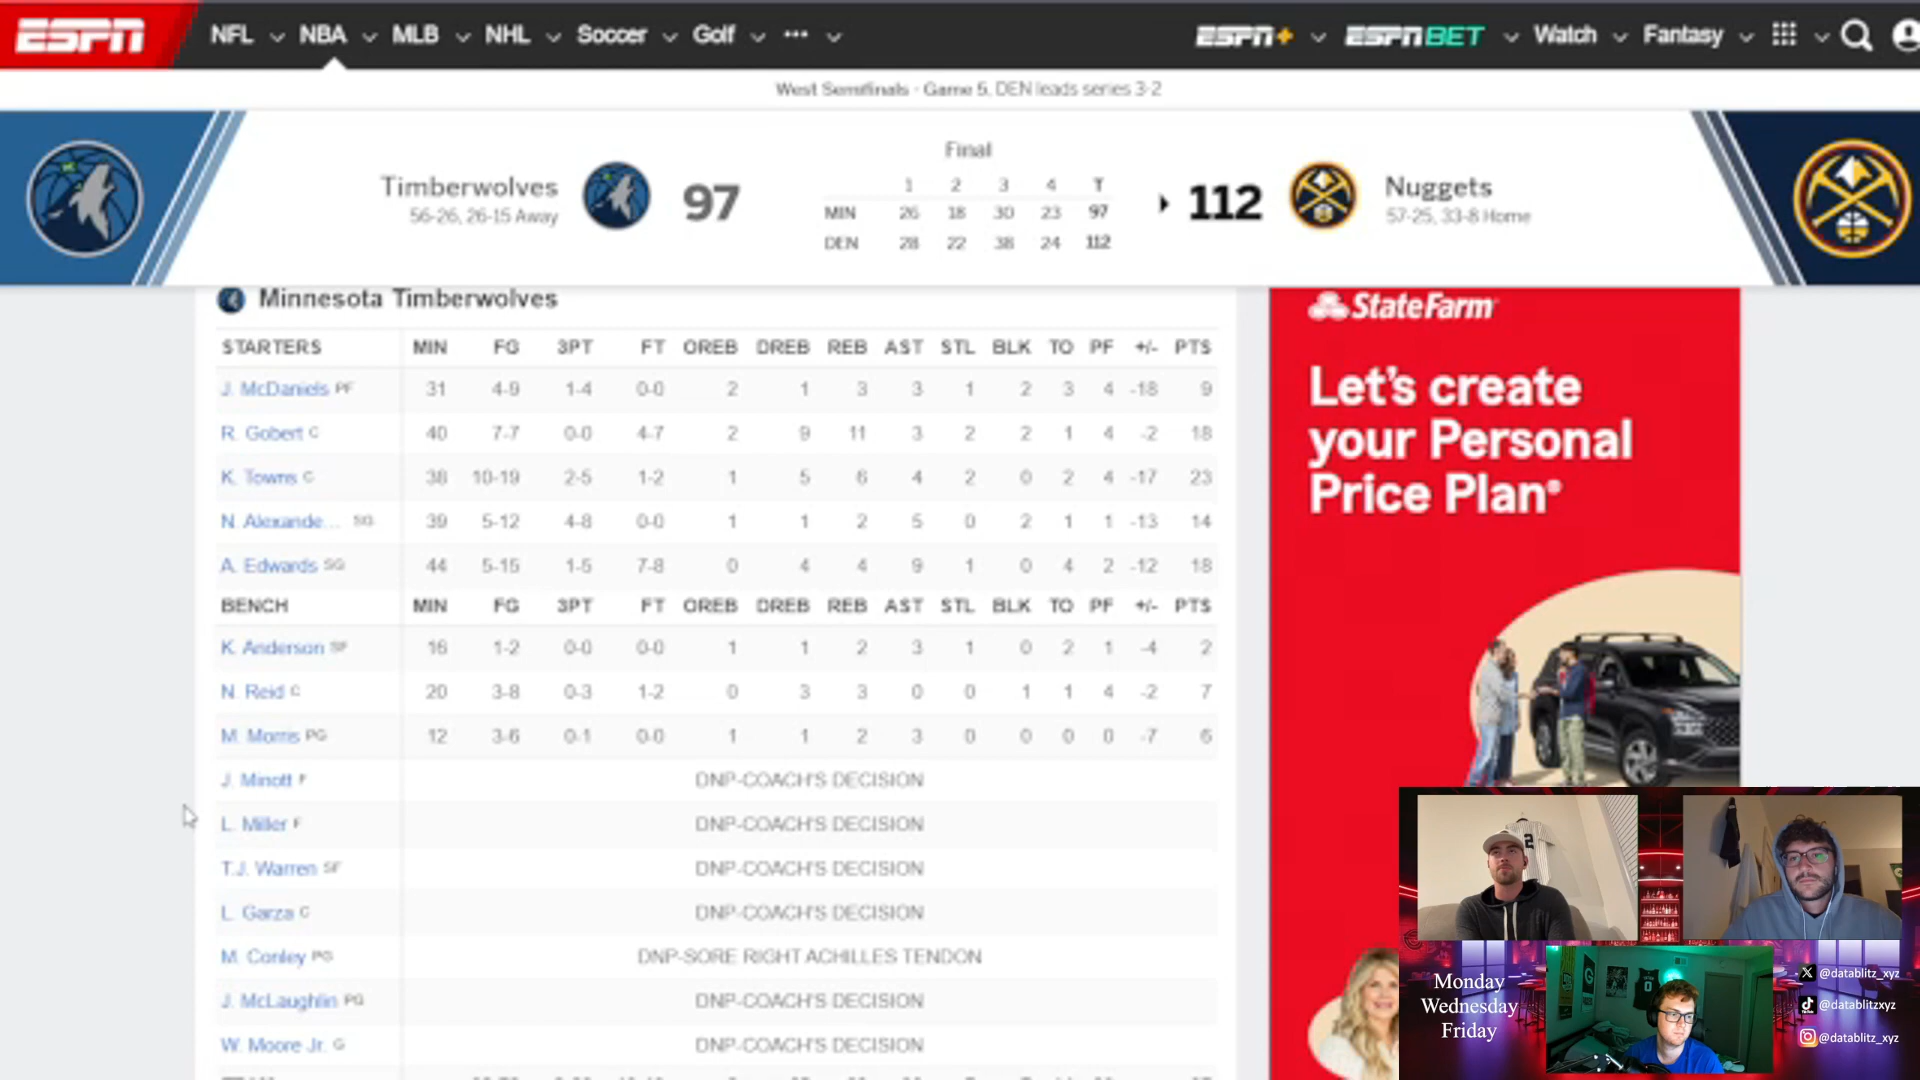 ESPN NFL NBA MLB NHL Soccer Golf ••• ESPN+ ESPN BET Watch Fantasy
West Semifinals - Game 5, DEN leads series 3-2
Final
Timberwolves 97 112 Nuggets
56-26, 26-15 Away 57-25, 33-8 Home
1 2 3 4 T
MIN 26 18 30 23 97
DEN 28 22 38 24 112
Minnesota Timberwolves
STARTERS MIN FG 3PT FT OREB DREB REB AST STL BLK TO PF +/- PTS
J. McDaniels PF 31 4-9 1-4 0-0 2 1 3 3 1 2 3 4 -18 9
R. Gobert C 40 7-7 0-0 4-7 2 9 11 3 2 2 1 4 -2 18
K. Towns C 38 10-19 2-5 1-2 1 5 6 4 2 0 2 4 -17 23
N. Alexande... SG 39 5-12 4-8 0-0 1 1 2 5 0 2 1 1 -13 14
A. Edwards SG 44 5-15 1-5 7-8 0 4 4 9 1 0 4 2 -12 18
BENCH MIN FG 3PT FT OREB DREB REB AST STL BLK TO PF +/- PTS
K. Anderson SF 16 1-2 0-0 0-0 1 1 2 3 1 0 2 1 -4 2
N. Reid C 20 3-8 0-3 1-2 0 3 3 0 0 1 1 4 -2 7
M. Morris PG 12 3-6 0-1 0-0 1 1 2 3 0 0 0 0 -7 6
J. Minott F DNP-COACH'S DECISION
L. Miller F DNP-COACH'S DECISION
T.J. Warren SF DNP-COACH'S DECISION
L. Garza C DNP-COACH'S DECISION
M. Conley PG DNP-SORE RIGHT ACHILLES TENDON
J. McLaughlin PG DNP-COACH'S DECISION
W. Moore Jr. G DNP-COACH'S DECISION
StateFarm
Let's create
your Personal
Price Plan®
Monday
Wednesday
Friday
@datablitz_xyz
@datablitzxyz
@datablitz_xyz